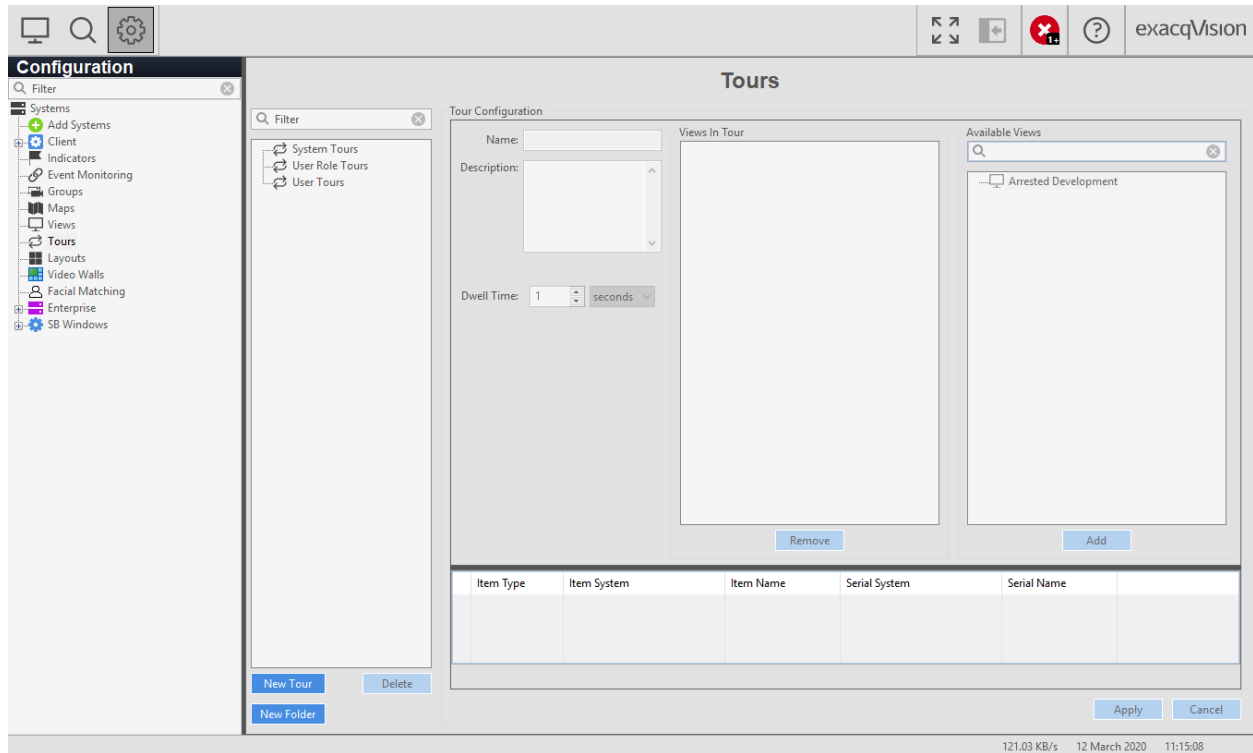 1+
?
exacqVision
Configuration
Filter
Systems
Add Systems
Client
Indicators
Event Monitoring
Groups
Maps
Views
Tours
Layouts
Video Walls
Facial Matching
Enterprise
SB Windows
Tours
Filter
System Tours
User Role Tours
User Tours
New Tour
Delete
New Folder
Tour Configuration
Name:
Description:
Dwell Time: 1 seconds
Views In Tour
Remove
Available Views
Arrested Development
Add
Item Type Item System Item Name Serial System Serial Name
Apply Cancel
121.03 KB/s 12 March 2020 11:15:08